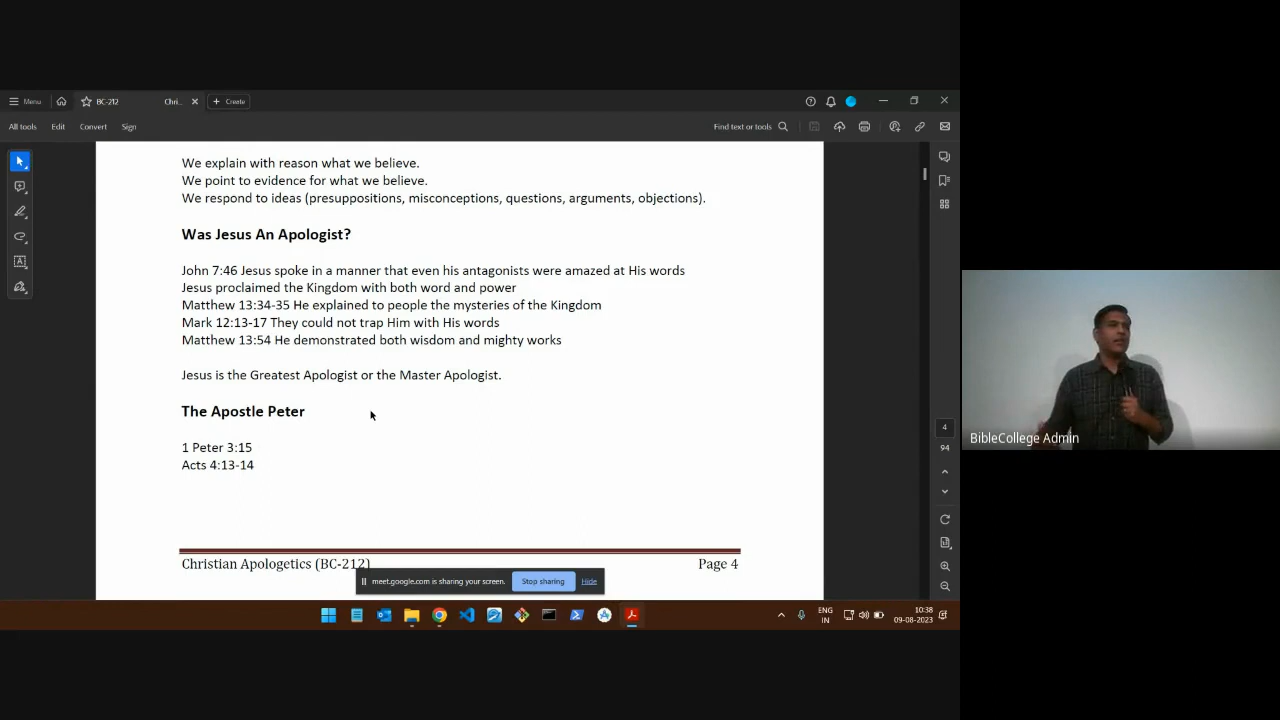 Menu
BC-212
Chri...
Create
All tools
Edit
Convert
Sign
Find text or tools
We explain with reason what we believe.
We point to evidence for what we believe.
We respond to ideas (presuppositions, misconceptions, questions, arguments, objections).
Was Jesus An Apologist?
John 7:46 Jesus spoke in a manner that even his antagonists were amazed at His words
Jesus proclaimed the Kingdom with both word and power
Matthew 13:34-35 He explained to people the mysteries of the Kingdom
Mark 12:13-17 They could not trap Him with His words
Matthew 13:54 He demonstrated both wisdom and mighty works
Jesus is the Greatest Apologist or the Master Apologist.
The Apostle Peter
1 Peter 3:15
Acts 4:13-14
Christian Apologetics (BC-212)
Page 4
4
94
meet.google.com is sharing your screen.
Stop sharing
Hide
ENG
IN
10:38
09-08-2023
BibleCollege Admin